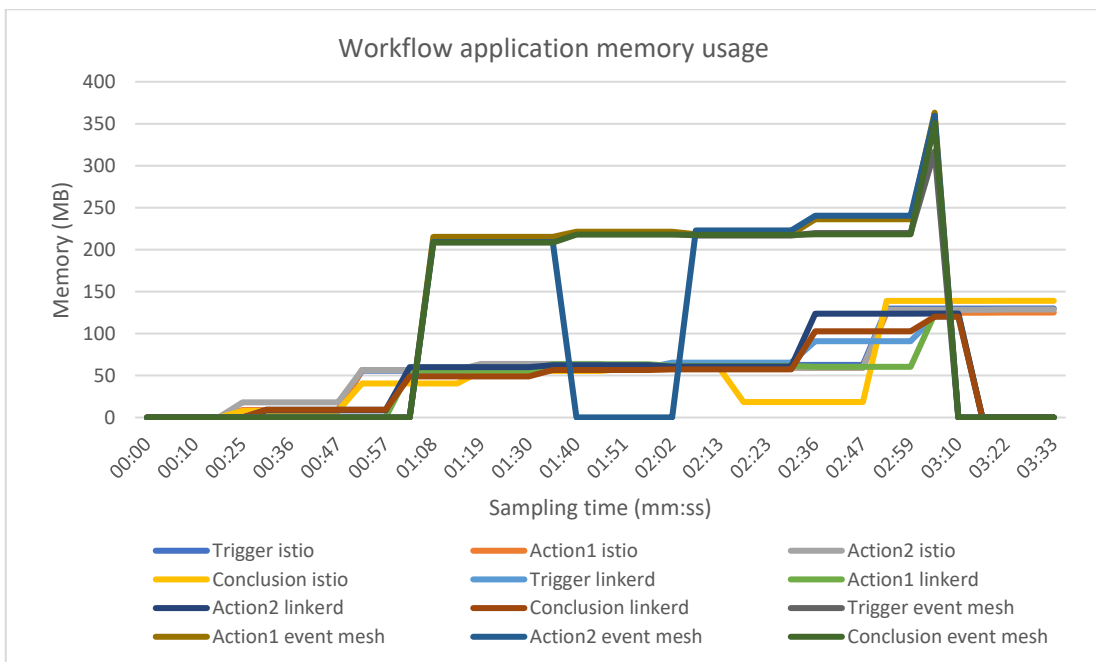 Workflow application memory usage
400
350
300
250
200
150
100
50
0
Memory (MB)
00:00 00:10 00:25 00:36 00:47 00:57 01:08 01:19 01:30 01:40 01:51 02:02 02:13 02:23 02:36 02:47 02:59 03:10 03:22 03:33
Sampling time (mm:ss)
Trigger istio Action1 istio Action2 istio
Conclusion istio Trigger linkerd Action1 linkerd
Action2 linkerd Conclusion linkerd Trigger event mesh
Action1 event mesh Action2 event mesh Conclusion event mesh